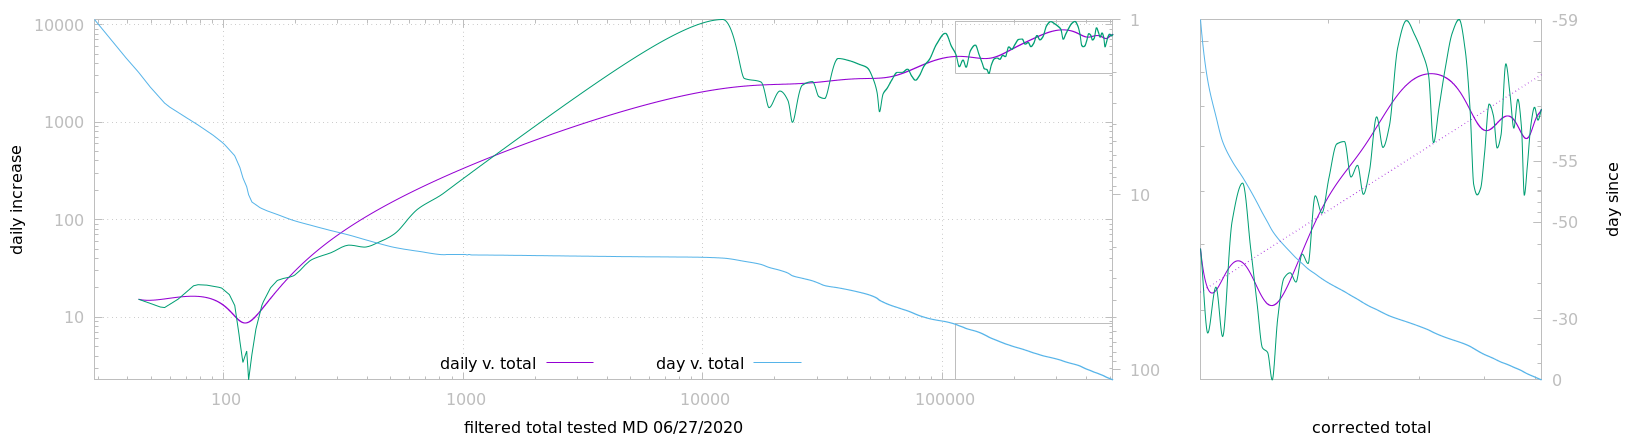 daily increase
10000
1000
100
10
100
1000
10000
100000
1
10
100
daily v. total
day v. total
filtered total tested MD 06/27/2020
-59
-55
-50
-30
0
day since
corrected total